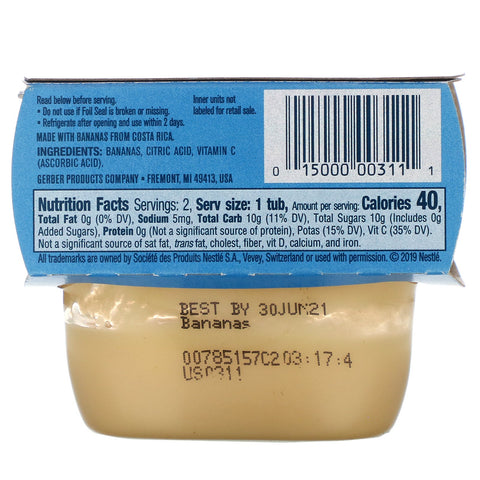 Read below before serving.
• Do not use if Foil Seal is broken or missing.
• Refrigerate after opening and use within 2 days.
Inner units not
labeled for retail sale.
MADE WITH BANANAS FROM COSTA RICA.
INGREDIENTS: BANANAS, CITRIC ACID, VITAMIN C
(ASCORBIC ACID).
GERBER PRODUCTS COMPANY • FREMONT, MI 49413, USA
0 15000 00311 1
Nutrition Facts Servings: 2, Serv size: 1 tub, Amount per serving: Calories 40,
Total Fat 0g (0% DV), Sodium 5mg, Total Carb 10g (11% DV), Total Sugars 10g (Includes 0g
Added Sugars), Protein 0g (Not a significant source of protein), Potas (15% DV), Vit C (35% DV).
Not a significant source of sat fat, trans fat, cholest, fiber, vit D, calcium, and iron.
All trademarks are owned by Société des Produits Nestlé S.A., Vevey, Switzerland or used with permission. © 2019 Nestlé.
BEST BY 30JUN21
Bananas
00785157C2 03:17:4
US0311